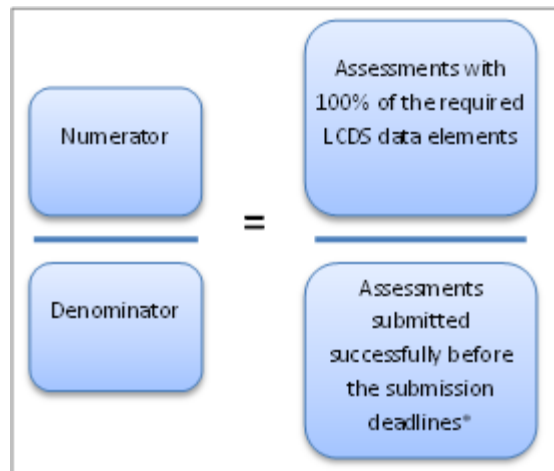 Numerator
Assessments with
100% of the required
LCDS data elements
=
Denominator
Assessments
submitted
successfully before
the submission
deadlines*